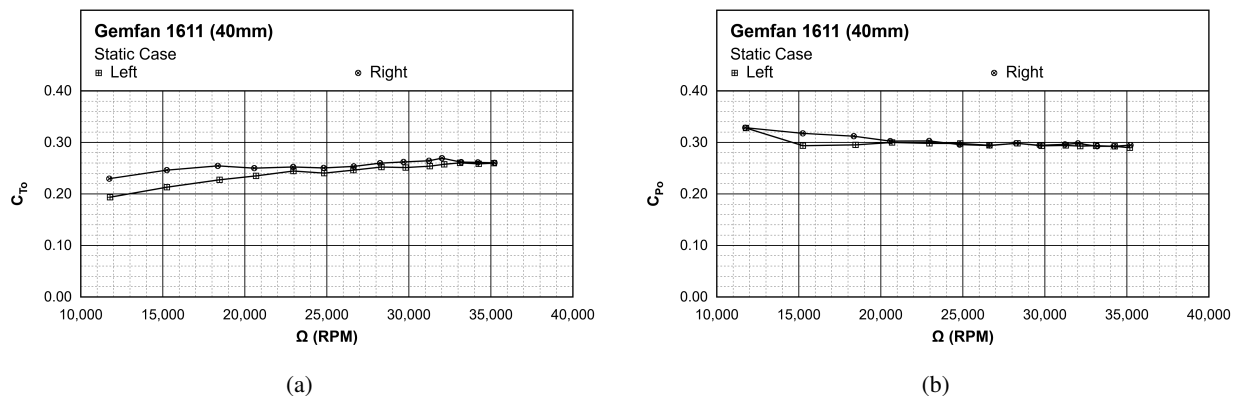 Gemfan 1611 (40mm)
Static Case
Left Right
0.40
0.30
0.20
0.10
0.00
C_To
10,000 15,000 20,000 25,000 30,000 35,000 40,000
Ω (RPM)
(a)
Gemfan 1611 (40mm)
Static Case
Left Right
0.40
0.30
0.20
0.10
0.00
C_Po
10,000 15,000 20,000 25,000 30,000 35,000 40,000
Ω (RPM)
(b)